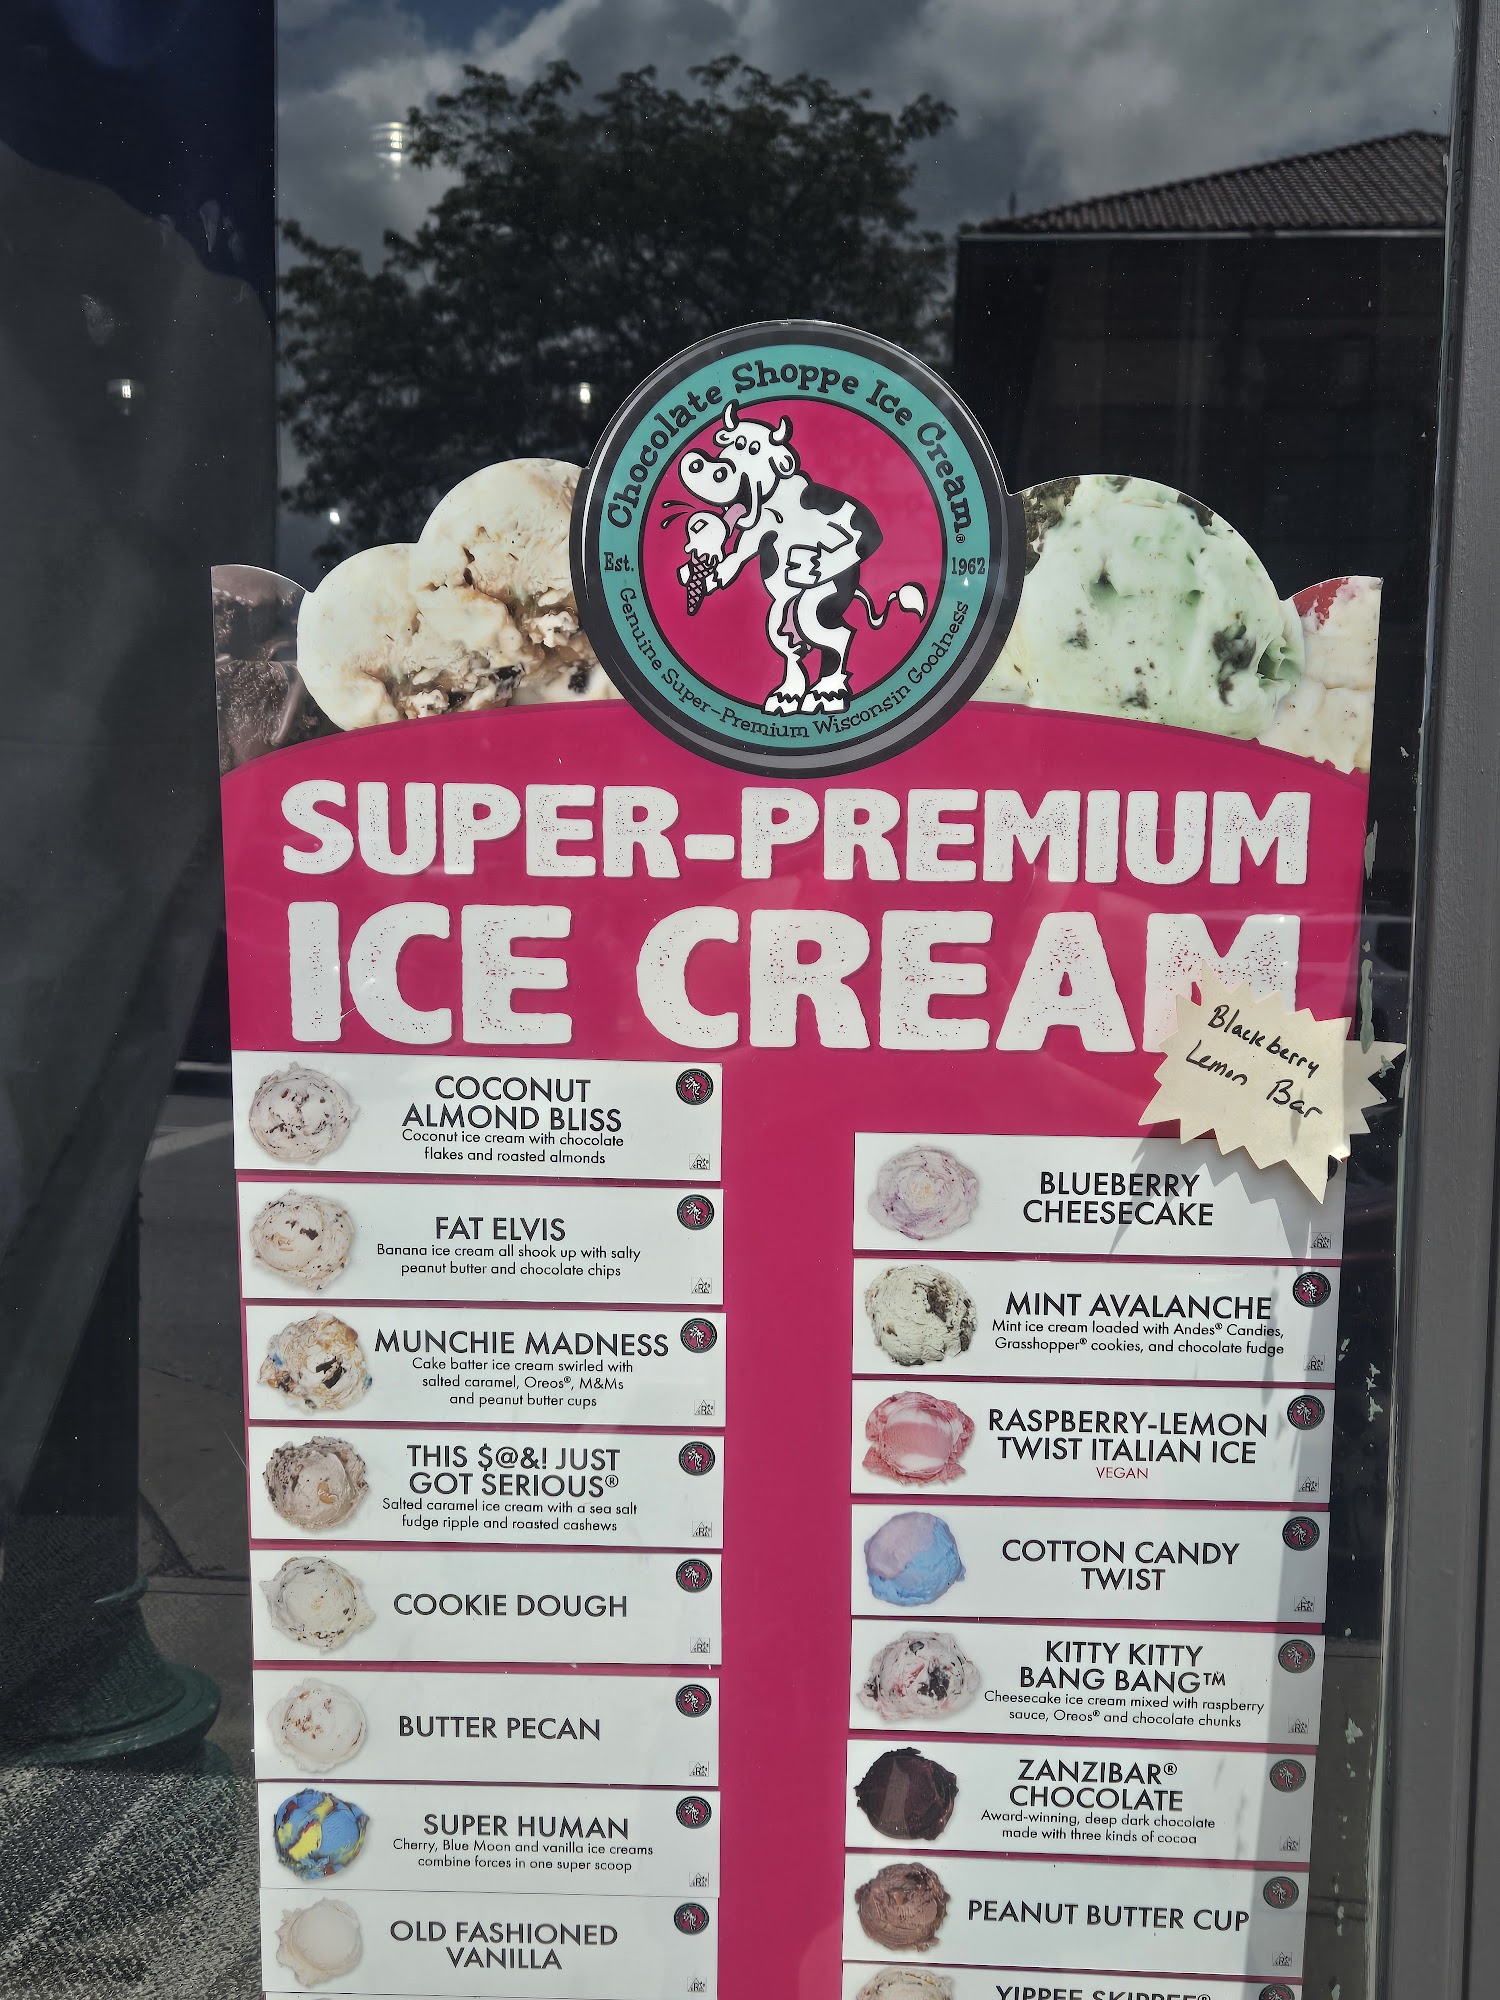 Chocolate Shoppe Ice Cream®
Est. 1962
Genuine Super-Premium Wisconsin Goodness
SUPER-PREMIUM
ICE CREAM
Blackberry
Lemon Bar
COCONUT
ALMOND BLISS
Coconut ice cream with chocolate
flakes and roasted almonds
FAT ELVIS
Banana ice cream all shook up with salty
peanut butter and chocolate chips
MUNCHIE MADNESS
Cake batter ice cream swirled with
salted caramel, Oreos®, M&Ms
and peanut butter cups
THIS $@&! JUST
GOT SERIOUS®
Salted caramel ice cream with a sea salt
fudge ripple and roasted cashews
COOKIE DOUGH
BUTTER PECAN
SUPER HUMAN
Cherry, Blue Moon and vanilla ice creams
combine forces in one super scoop
OLD FASHIONED
VANILLA
BLUEBERRY
CHEESECAKE
MINT AVALANCHE
Mint ice cream loaded with Andes® Candies,
Grasshopper® cookies, and chocolate fudge
RASPBERRY-LEMON
TWIST ITALIAN ICE
VEGAN
COTTON CANDY
TWIST
KITTY KITTY
BANG BANG™
Cheesecake ice cream mixed with raspberry
sauce, Oreos® and chocolate chunks
ZANZIBAR®
CHOCOLATE
Award-winning, deep dark chocolate
made with three kinds of cocoa
PEANUT BUTTER CUP
YIPPEE SKIPPEE®